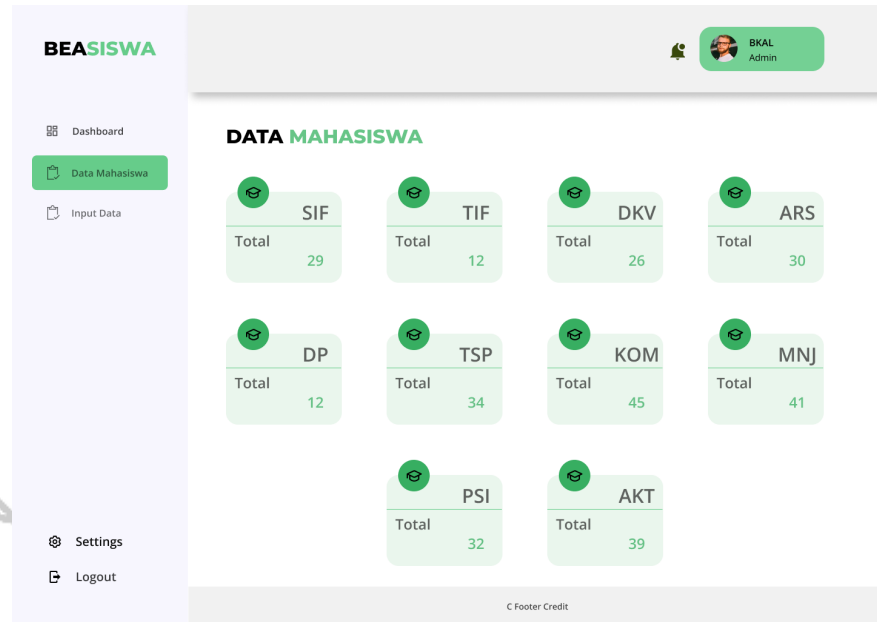 BEASISWA
BKAL
Admin
Dashboard
Data Mahasiswa
Input Data
Settings
Logout
DATA MAHASISWA
SIF
Total
29
TIF
Total
12
DKV
Total
26
ARS
Total
30
DP
Total
12
TSP
Total
34
KOM
Total
45
MNJ
Total
41
PSI
Total
32
AKT
Total
39
C Footer Credit